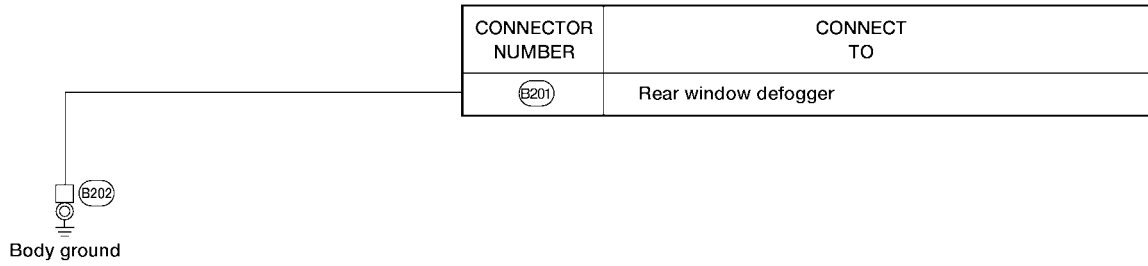 CONNECTOR NUMBER
CONNECT TO
B201
Rear window defogger
B202
Body ground